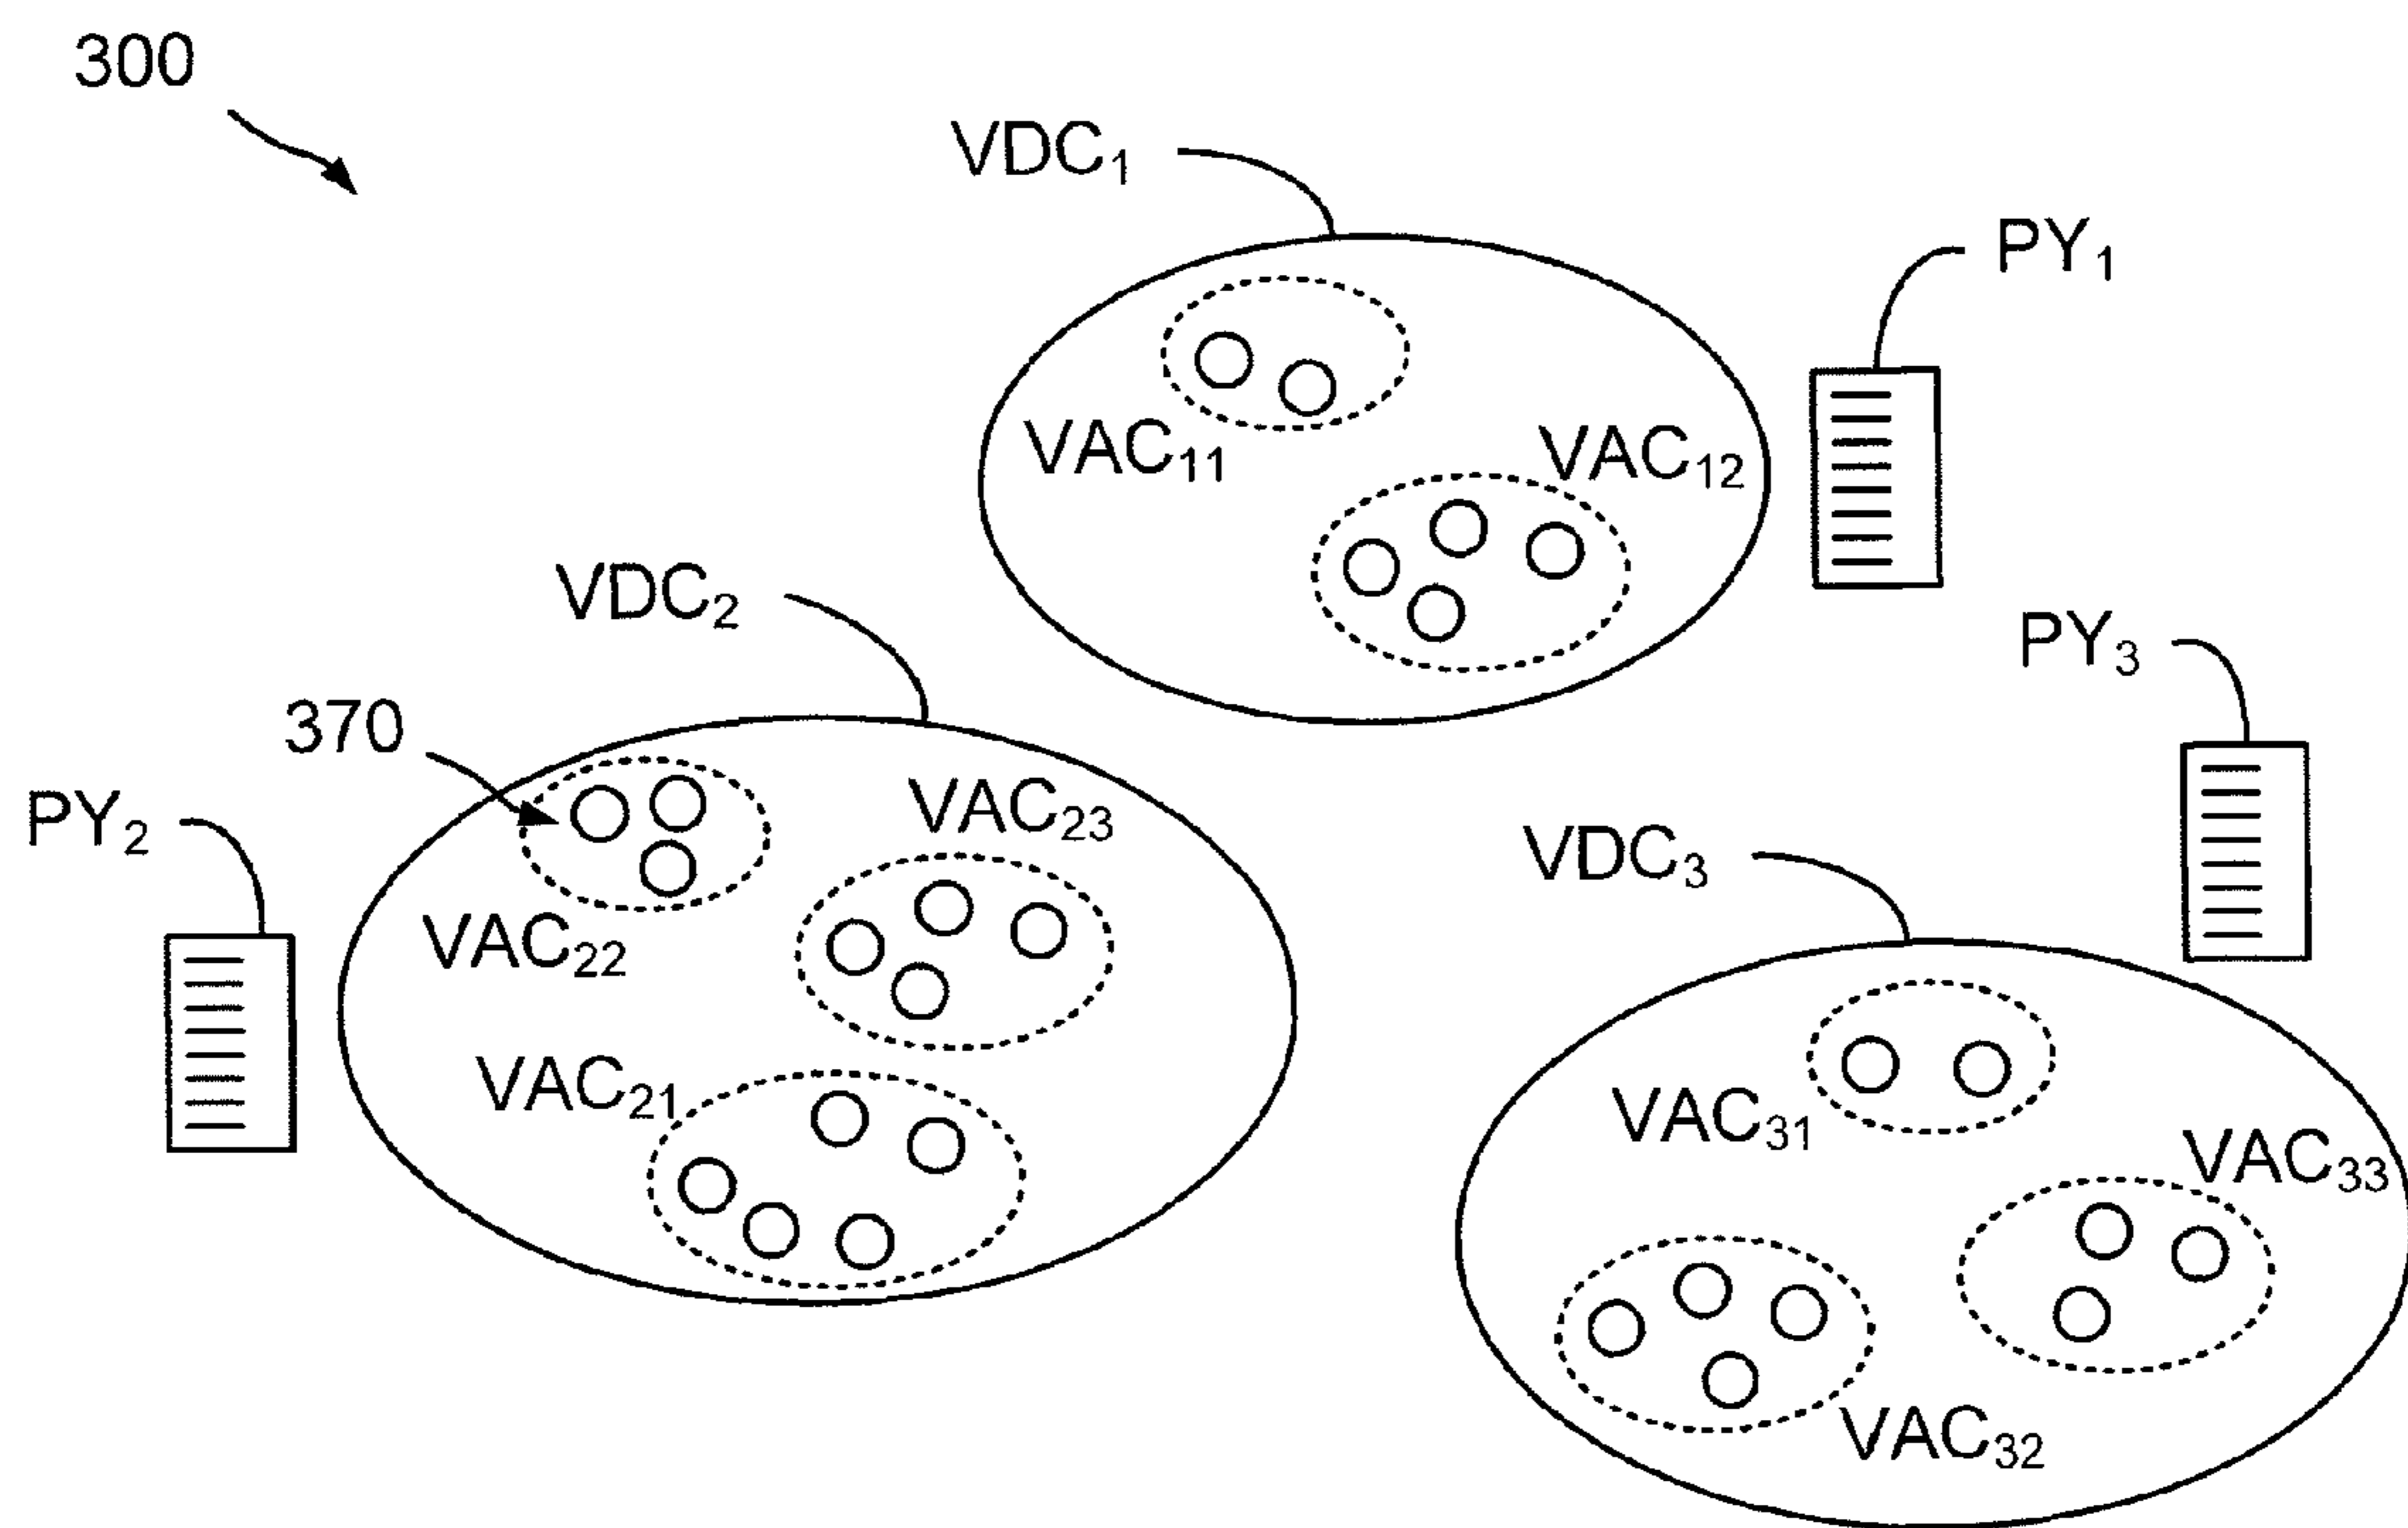 300
VDC₁
PY₁
VAC₁₁
VAC₁₂
VDC₂
PY₃
370
PY₂
VAC₂₃
VDC₃
VAC₂₂
VAC₂₁
VAC₃₁
VAC₃₃
VAC₃₂